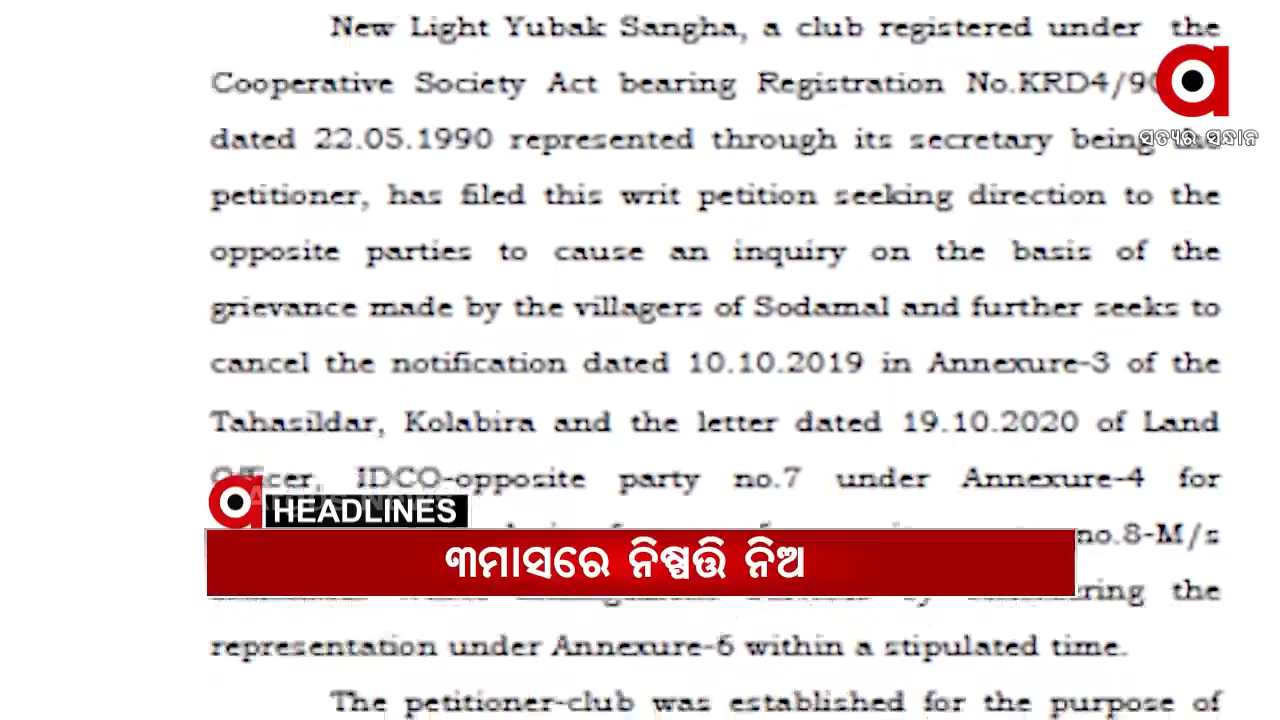 New Light Yubak Sangha, a club registered under the
Cooperative Society Act bearing Registration No.KRD4/90
dated 22.05.1990 represented through its secretary being
ସତ୍ୟର ସନ୍ଧାନ
petitioner, has filed this writ petition seeking direction to the
opposite parties to cause an inquiry on the basis of the
grievance made by the villagers of Sodamal and further seeks to
cancel the notification dated 10.10.2019 in Annexure-3 of the
Tahasildar, Kolabira and the letter dated 19.10.2020 of Land
Officer, IDCO-opposite party no.7 under Annexure-4 for
HEADLINES
no.8-M/s
୩ମାସରେ ନିଷ୍ପତ୍ତି ନିଅ
the
representation under Annexure-6 within a stipulated time.
The petitioner-club was established for the purpose of